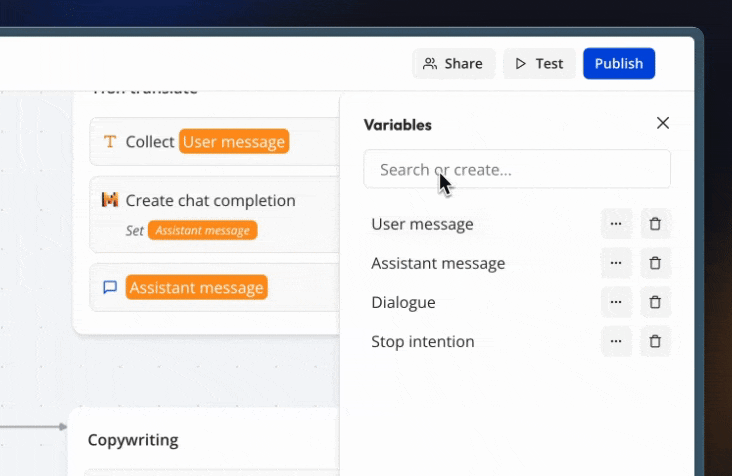 Share
Test
Publish
translate
Collect User message
Create chat completion
Set Assistant message
Assistant message
Copywriting
Variables
Search or create...
User message
Assistant message
Dialogue
Stop intention